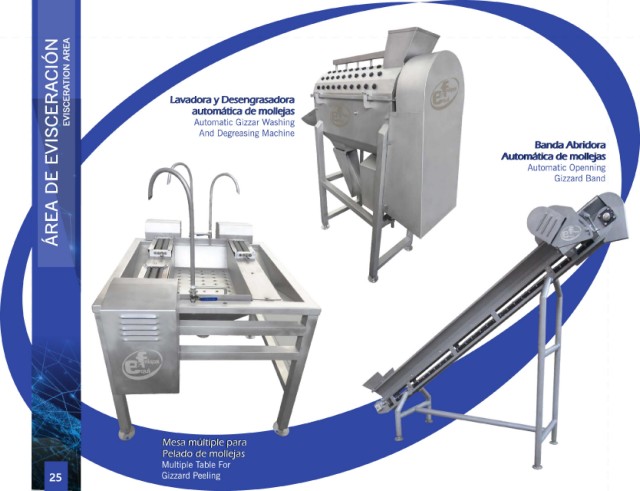 ÁREA DE EVISCERACIÓN
EVISCERATION AREA
Lavadora y Desengrasadora
automática de mollejas
Automatic Gizzar Washing
And Degreasing Machine
Banda Abridora
Automática de mollejas
Automatic Openning
Gizzard Band
Mesa múltiple para
Pelado de mollejas
Multiple Table For
Gizzard Peeling
25